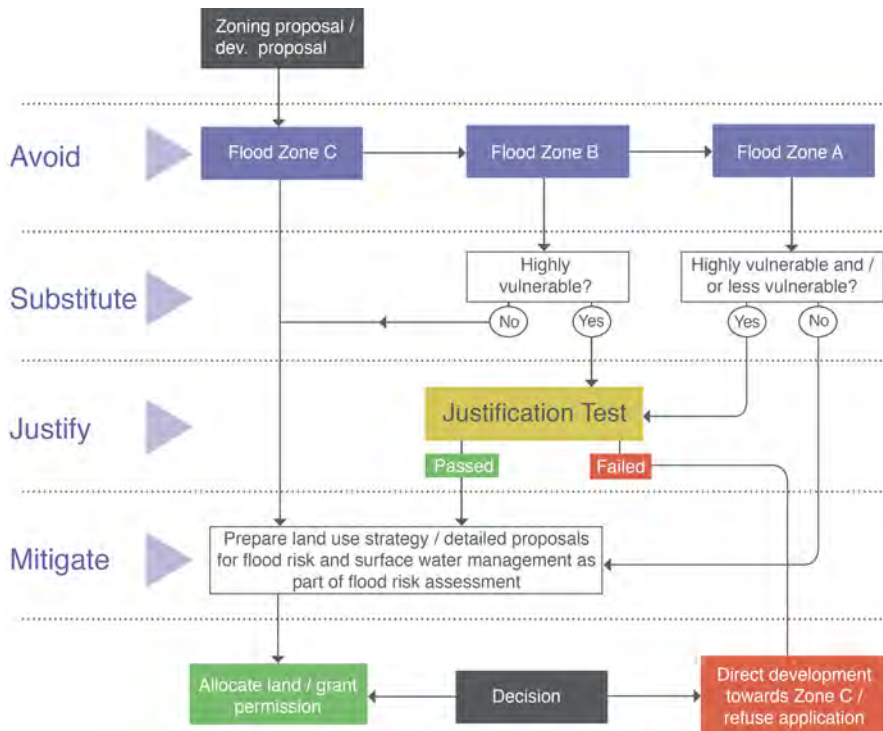 Zoning proposal /
dev. proposal
Avoid
Flood Zone C
Flood Zone B
Flood Zone A
Substitute
Highly
vulnerable?
Highly vulnerable and /
or less vulnerable?
No
Yes
Yes
No
Justify
Justification Test
Passed
Failed
Mitigate
Prepare land use strategy / detailed proposals
for flood risk and surface water management as
part of flood risk assessment
Allocate land / grant
permission
Decision
Direct development
towards Zone C /
refuse application